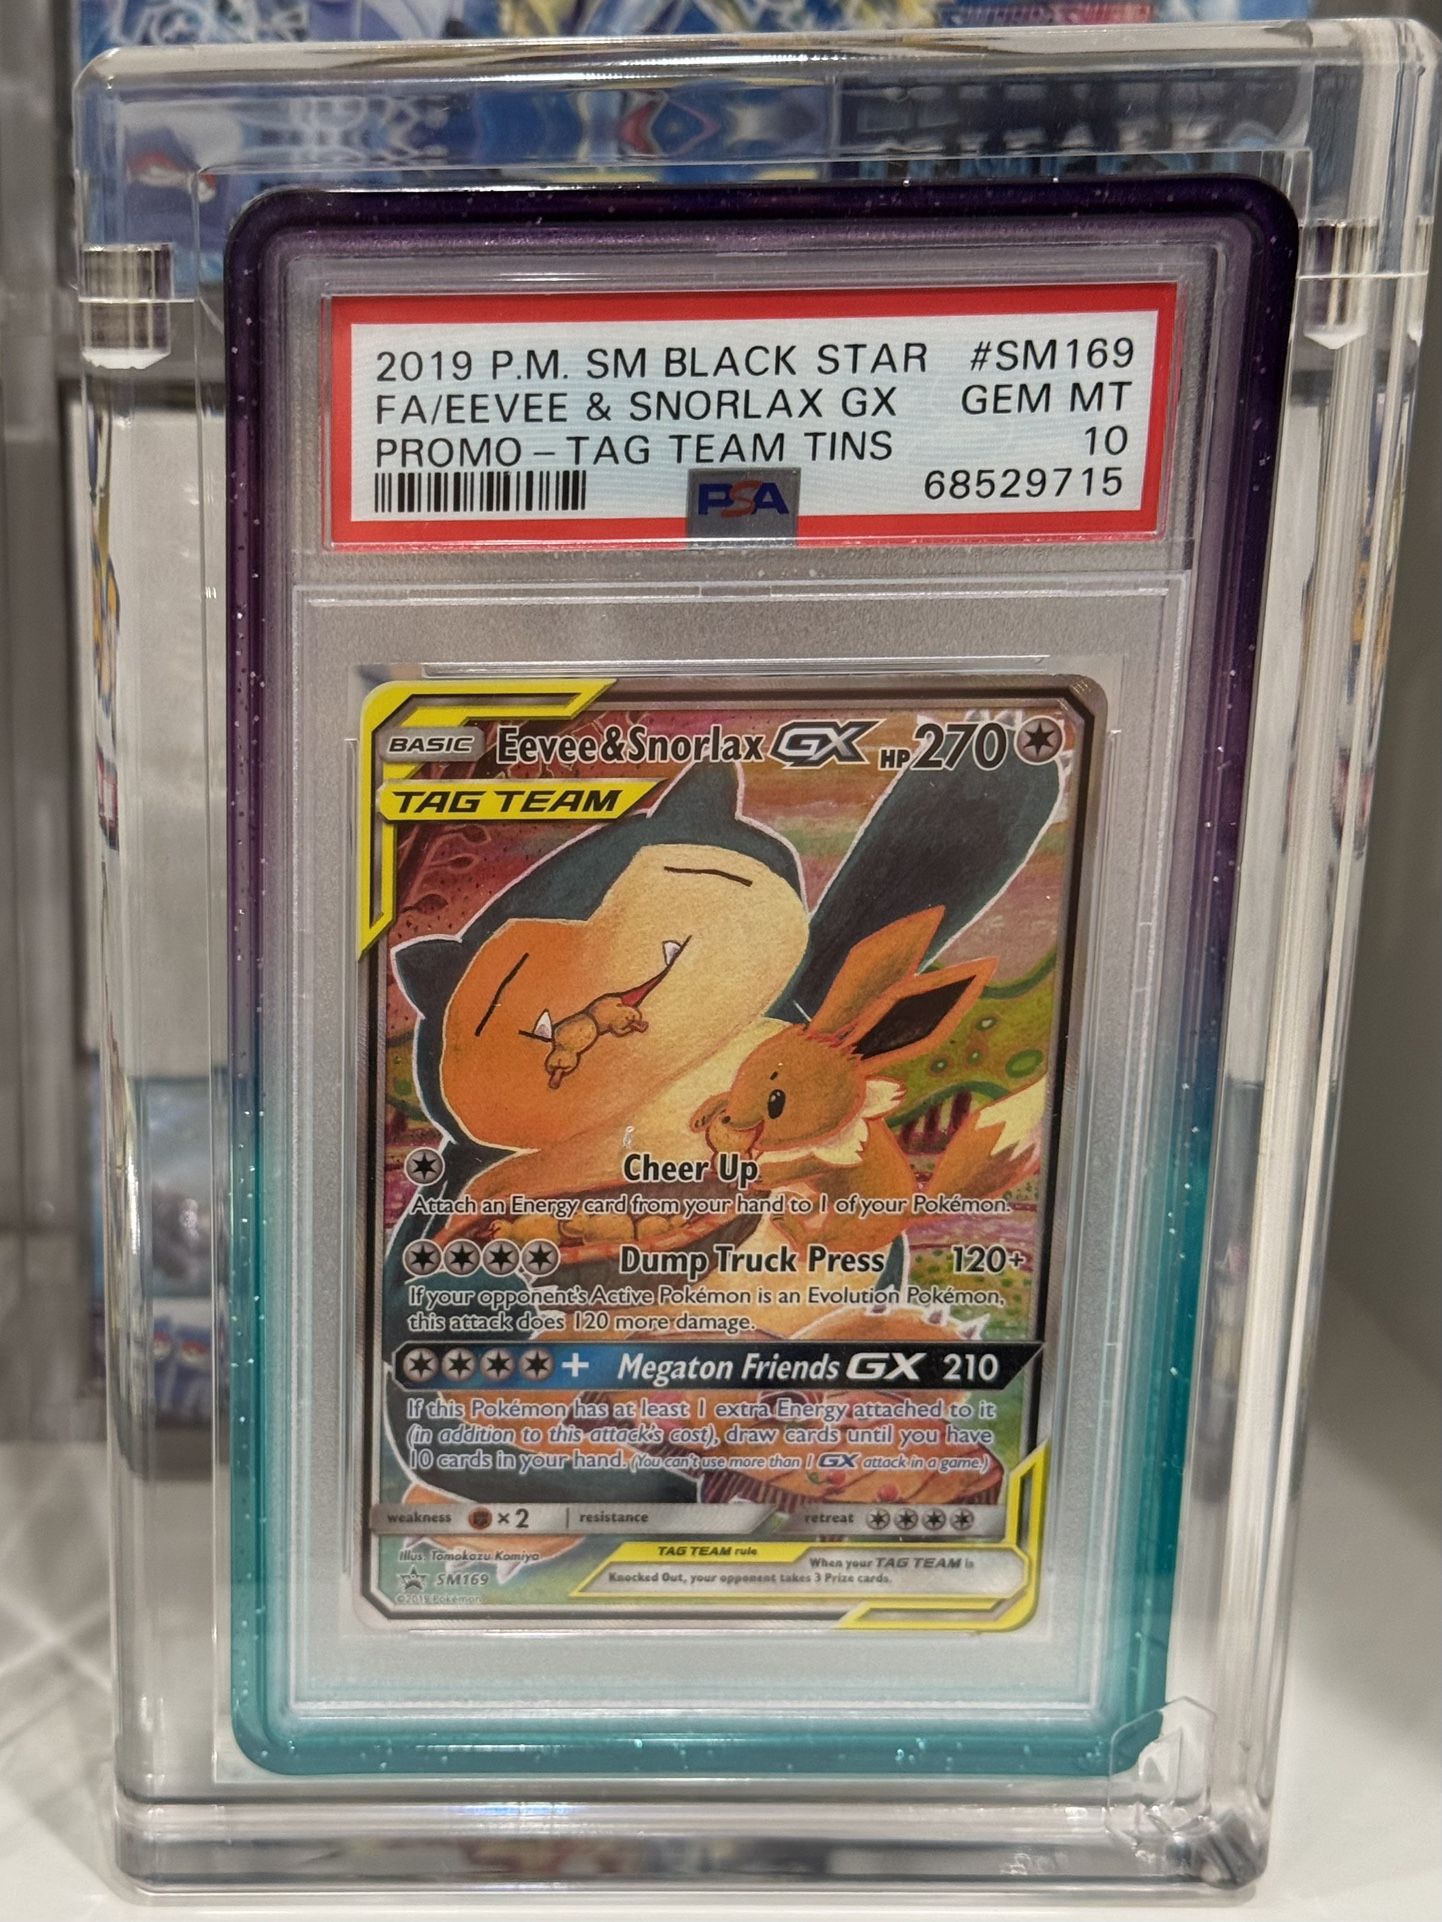 2019 P.M. SM BLACK STAR #SM169
FA/EEVEE & SNORLAX GX GEM MT
PROMO – TAG TEAM TINS 10
PSA 68529715
BASIC Eevee&Snorlax GX HP270
TAG TEAM
Cheer Up
Attach an Energy card from your hand to 1 of your Pokémon.
Dump Truck Press 120+
If your opponent's Active Pokémon is an Evolution Pokémon,
this attack does 120 more damage.
+ Megaton Friends GX 210
If this Pokémon has at least 1 extra Energy attached to it
(in addition to this attack's cost), draw cards until you have
10 cards in your hand. (You can't use more than 1 GX attack in a game.)
weakness ×2 resistance retreat
Illus. Tomokazu Komiya
TAG TEAM rule
When your TAG TEAM is
Knocked Out, your opponent takes 3 Prize cards.
SM169
©2019 Pokémon